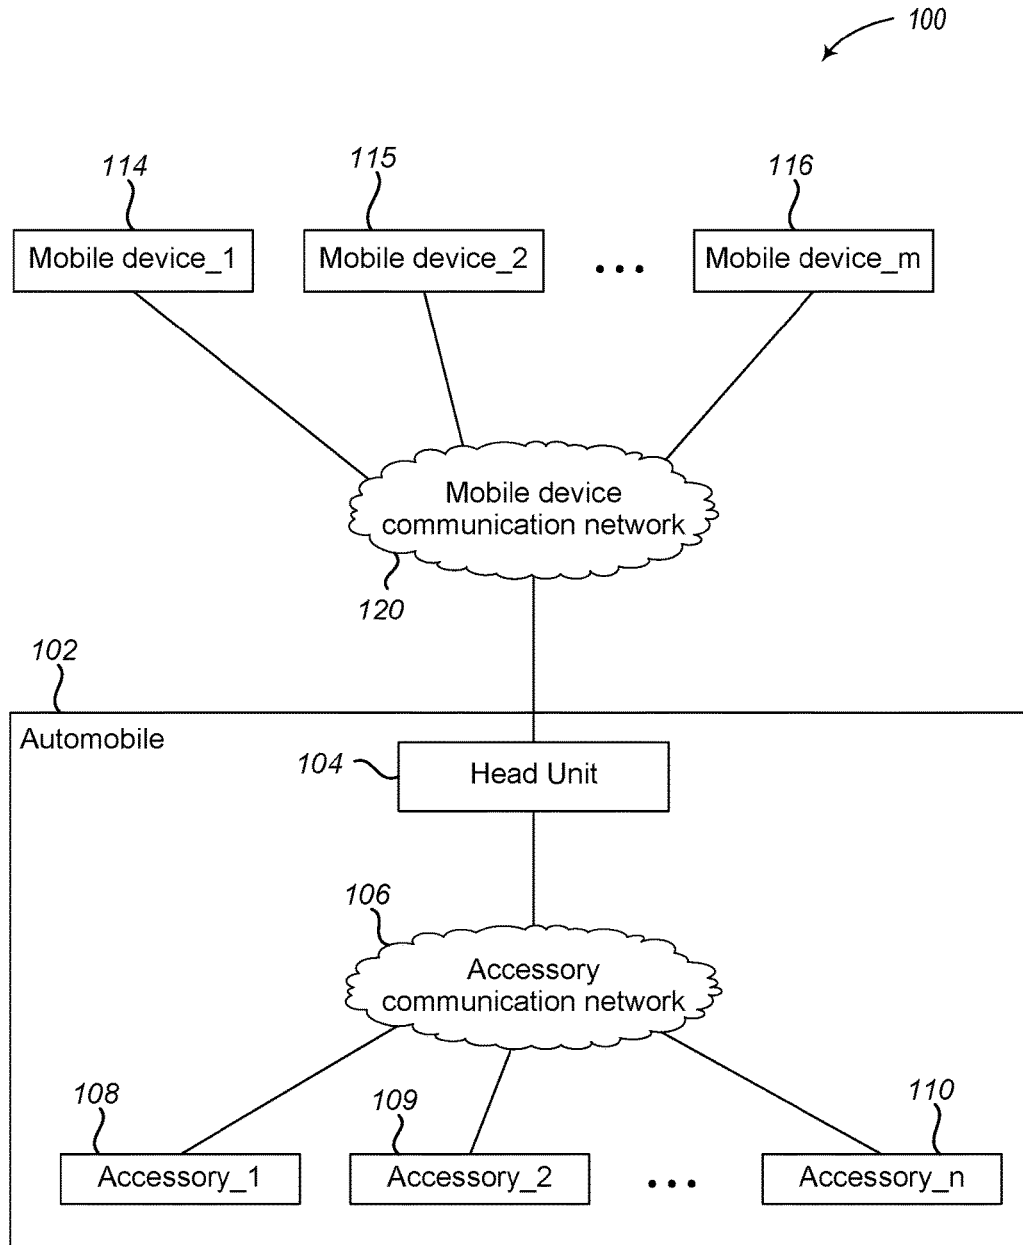 100
114
115
116
Mobile device_1
Mobile device_2
...
Mobile device_m
Mobile device
communication network
120
102
Automobile
104
Head Unit
106
Accessory
communication network
108
109
110
Accessory_1
Accessory_2
...
Accessory_n